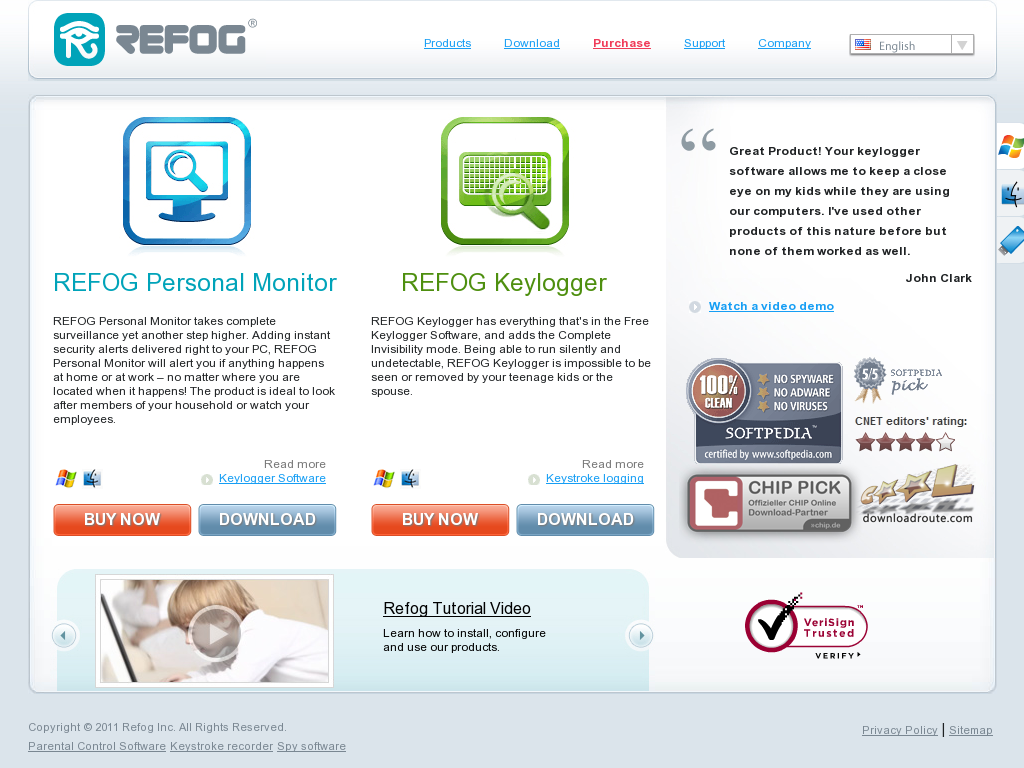 REFOG®
Products Download Purchase Support Company English
REFOG Personal Monitor
REFOG Personal Monitor takes complete
surveillance yet another step higher. Adding instant
security alerts delivered right to your PC, REFOG
Personal Monitor will alert you if anything happens
at home or at work – no matter where you are
located when it happens! The product is ideal to look
after members of your household or watch your
employees.
Read more
Keylogger Software
BUY NOW DOWNLOAD
REFOG Keylogger
REFOG Keylogger has everything that's in the Free
Keylogger Software, and adds the Complete
Invisibility mode. Being able to run silently and
undetectable, REFOG Keylogger is impossible to be
seen or removed by your teenage kids or the
spouse.
Read more
Keystroke logging
BUY NOW DOWNLOAD
Great Product! Your keylogger
software allows me to keep a close
eye on my kids while they are using
our computers. I've used other
products of this nature before but
none of them worked as well.
John Clark
Watch a video demo
100%
CLEAN
NO SPYWARE
NO ADWARE
NO VIRUSES
SOFTPEDIA™
certified by www.softpedia.com
5/5 SOFTPEDIA
pick
CNET editors' rating:
CHIP PICK
Offizieller CHIP Online
Download-Partner
chip.de
COOL
downloadroute.com
Refog Tutorial Video
Learn how to install, configure
and use our products.
VeriSign™
Trusted
VERIFY
Copyright © 2011 Refog Inc. All Rights Reserved.
Parental Control Software Keystroke recorder Spy software
Privacy Policy | Sitemap